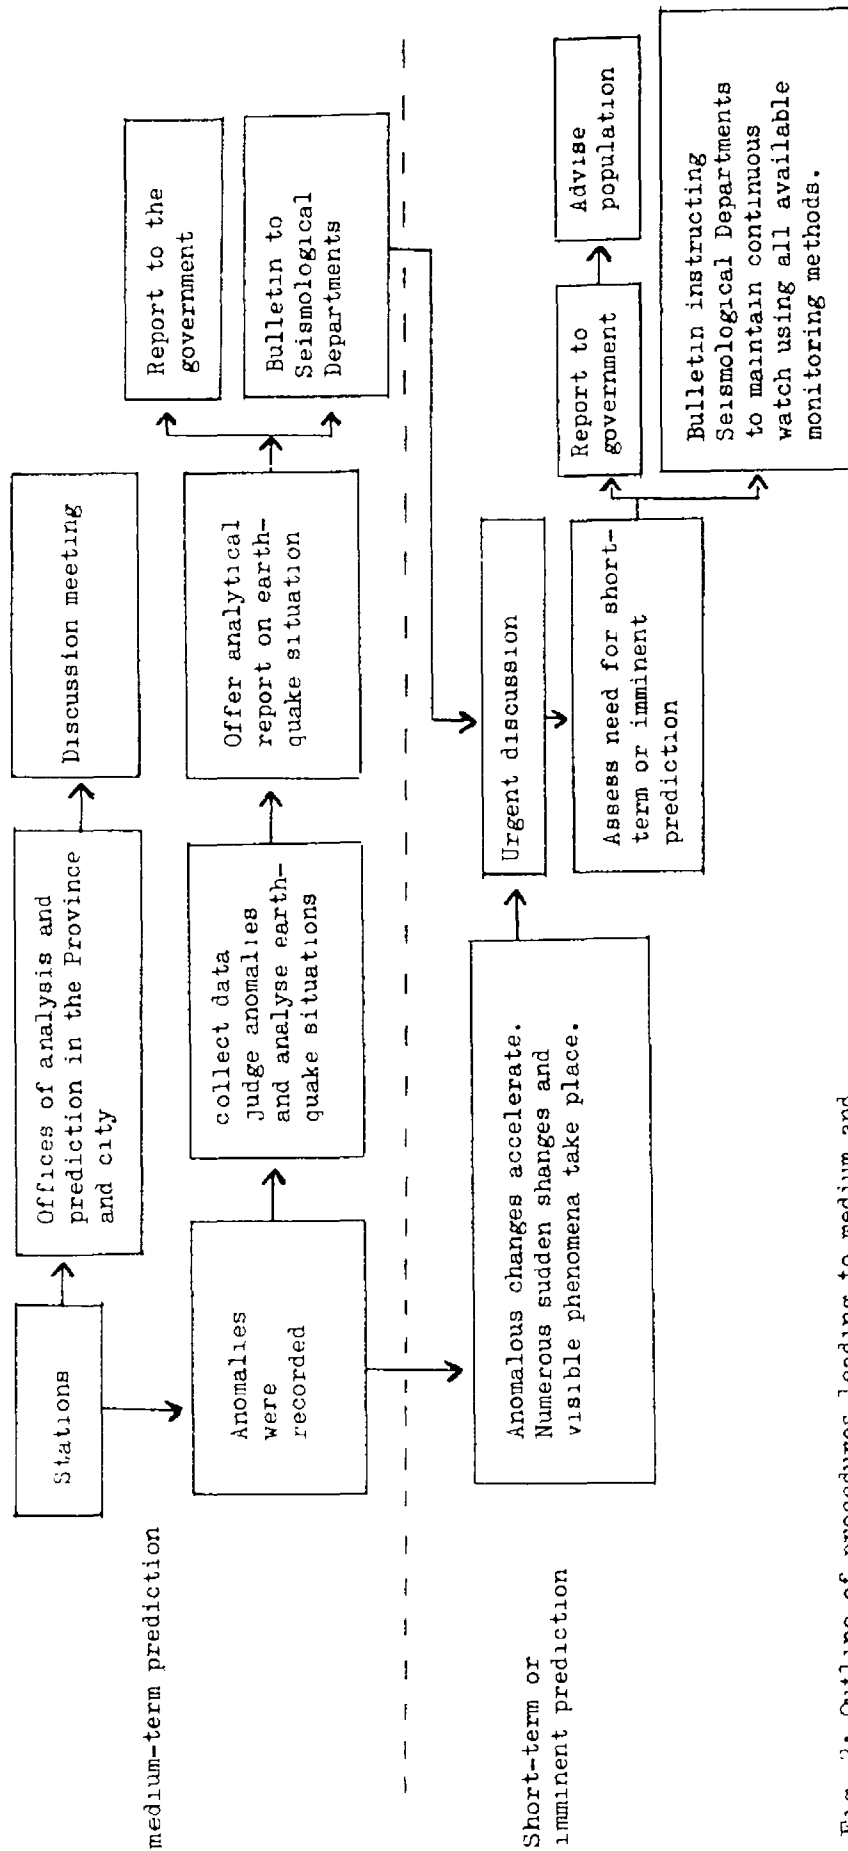 medium-term prediction
Stations
Offices of analysis and
prediction in the Province
and city
Discussion meeting
Anomalies
were
recorded
collect data
judge anomalies
and analyse earth-
quake situations
Offer analytical
report on earth-
quake situation
Report to the
government
Bulletin to
Seismological
Departments
Short-term or
imminent prediction
Anomalous changes accelerate.
Numerous sudden shanges and
visible phenomena take place.
Urgent discussion
Assess need for short-
term or imminent
prediction
Report to
government
Advise
population
Bulletin instructing
Seismological Departments
to maintain continuous
watch using all available
monitoring methods.
Outline of procedures leading to medium and